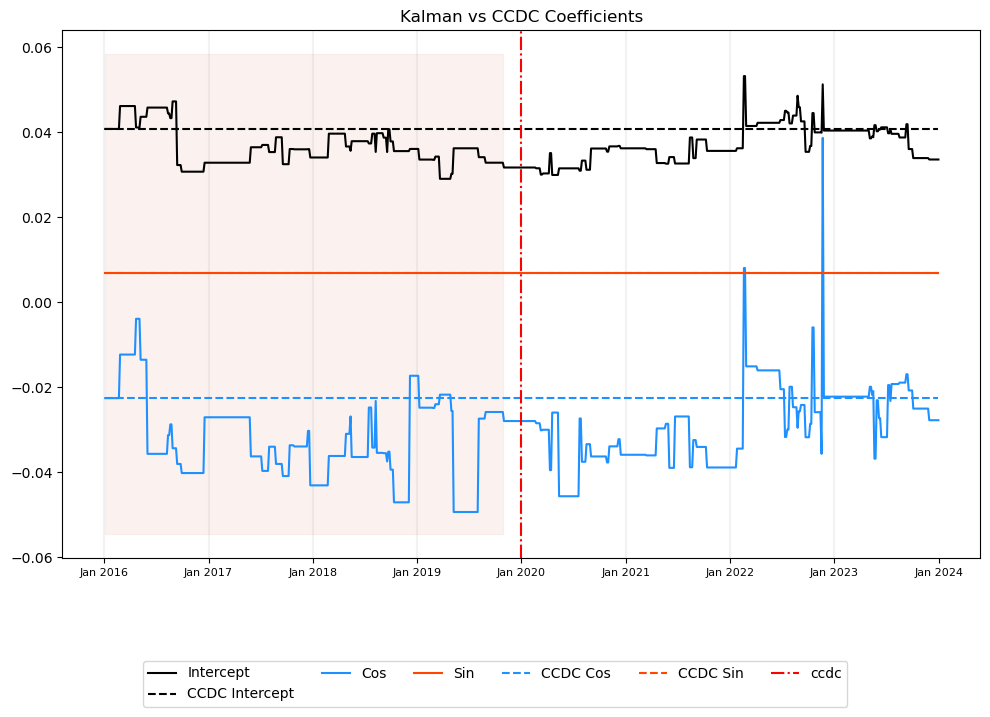 Kalman vs CCDC Coefficients
0.06
0.04
0.02
0.00
−0.02
−0.04
−0.06
Jan 2016 Jan 2017 Jan 2018 Jan 2019 Jan 2020 Jan 2021 Jan 2022 Jan 2023 Jan 2024
Intercept Cos Sin CCDC Cos CCDC Sin ccdc
CCDC Intercept